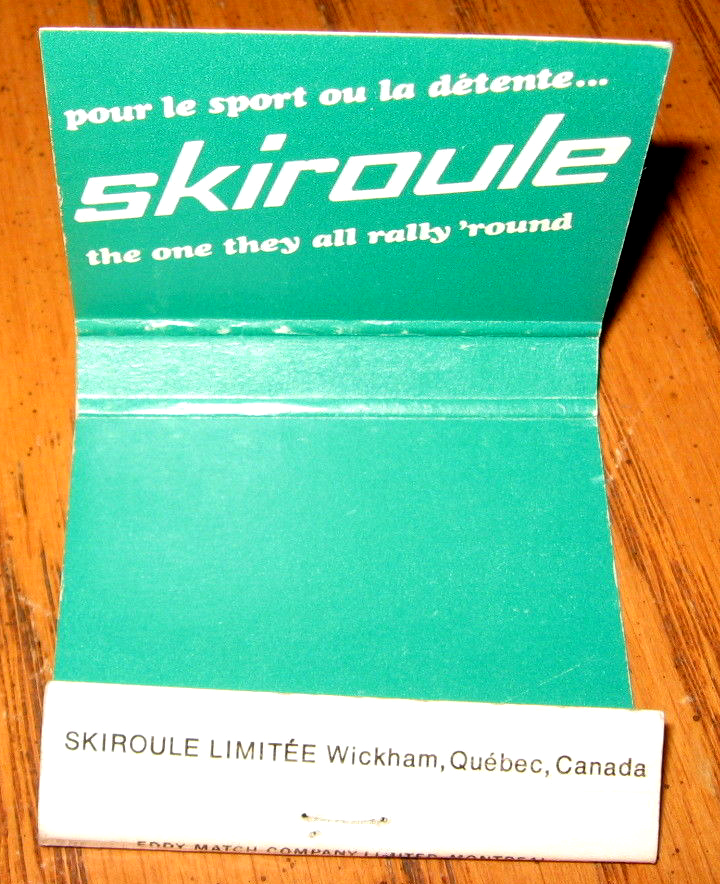 pour le sport ou la détente...
skiroule
the one they all rally 'round
SKIROULE LIMITÉE Wickham, Québec, Canada
EDDY MATCH COMPANY LIMITED, MONTREAL